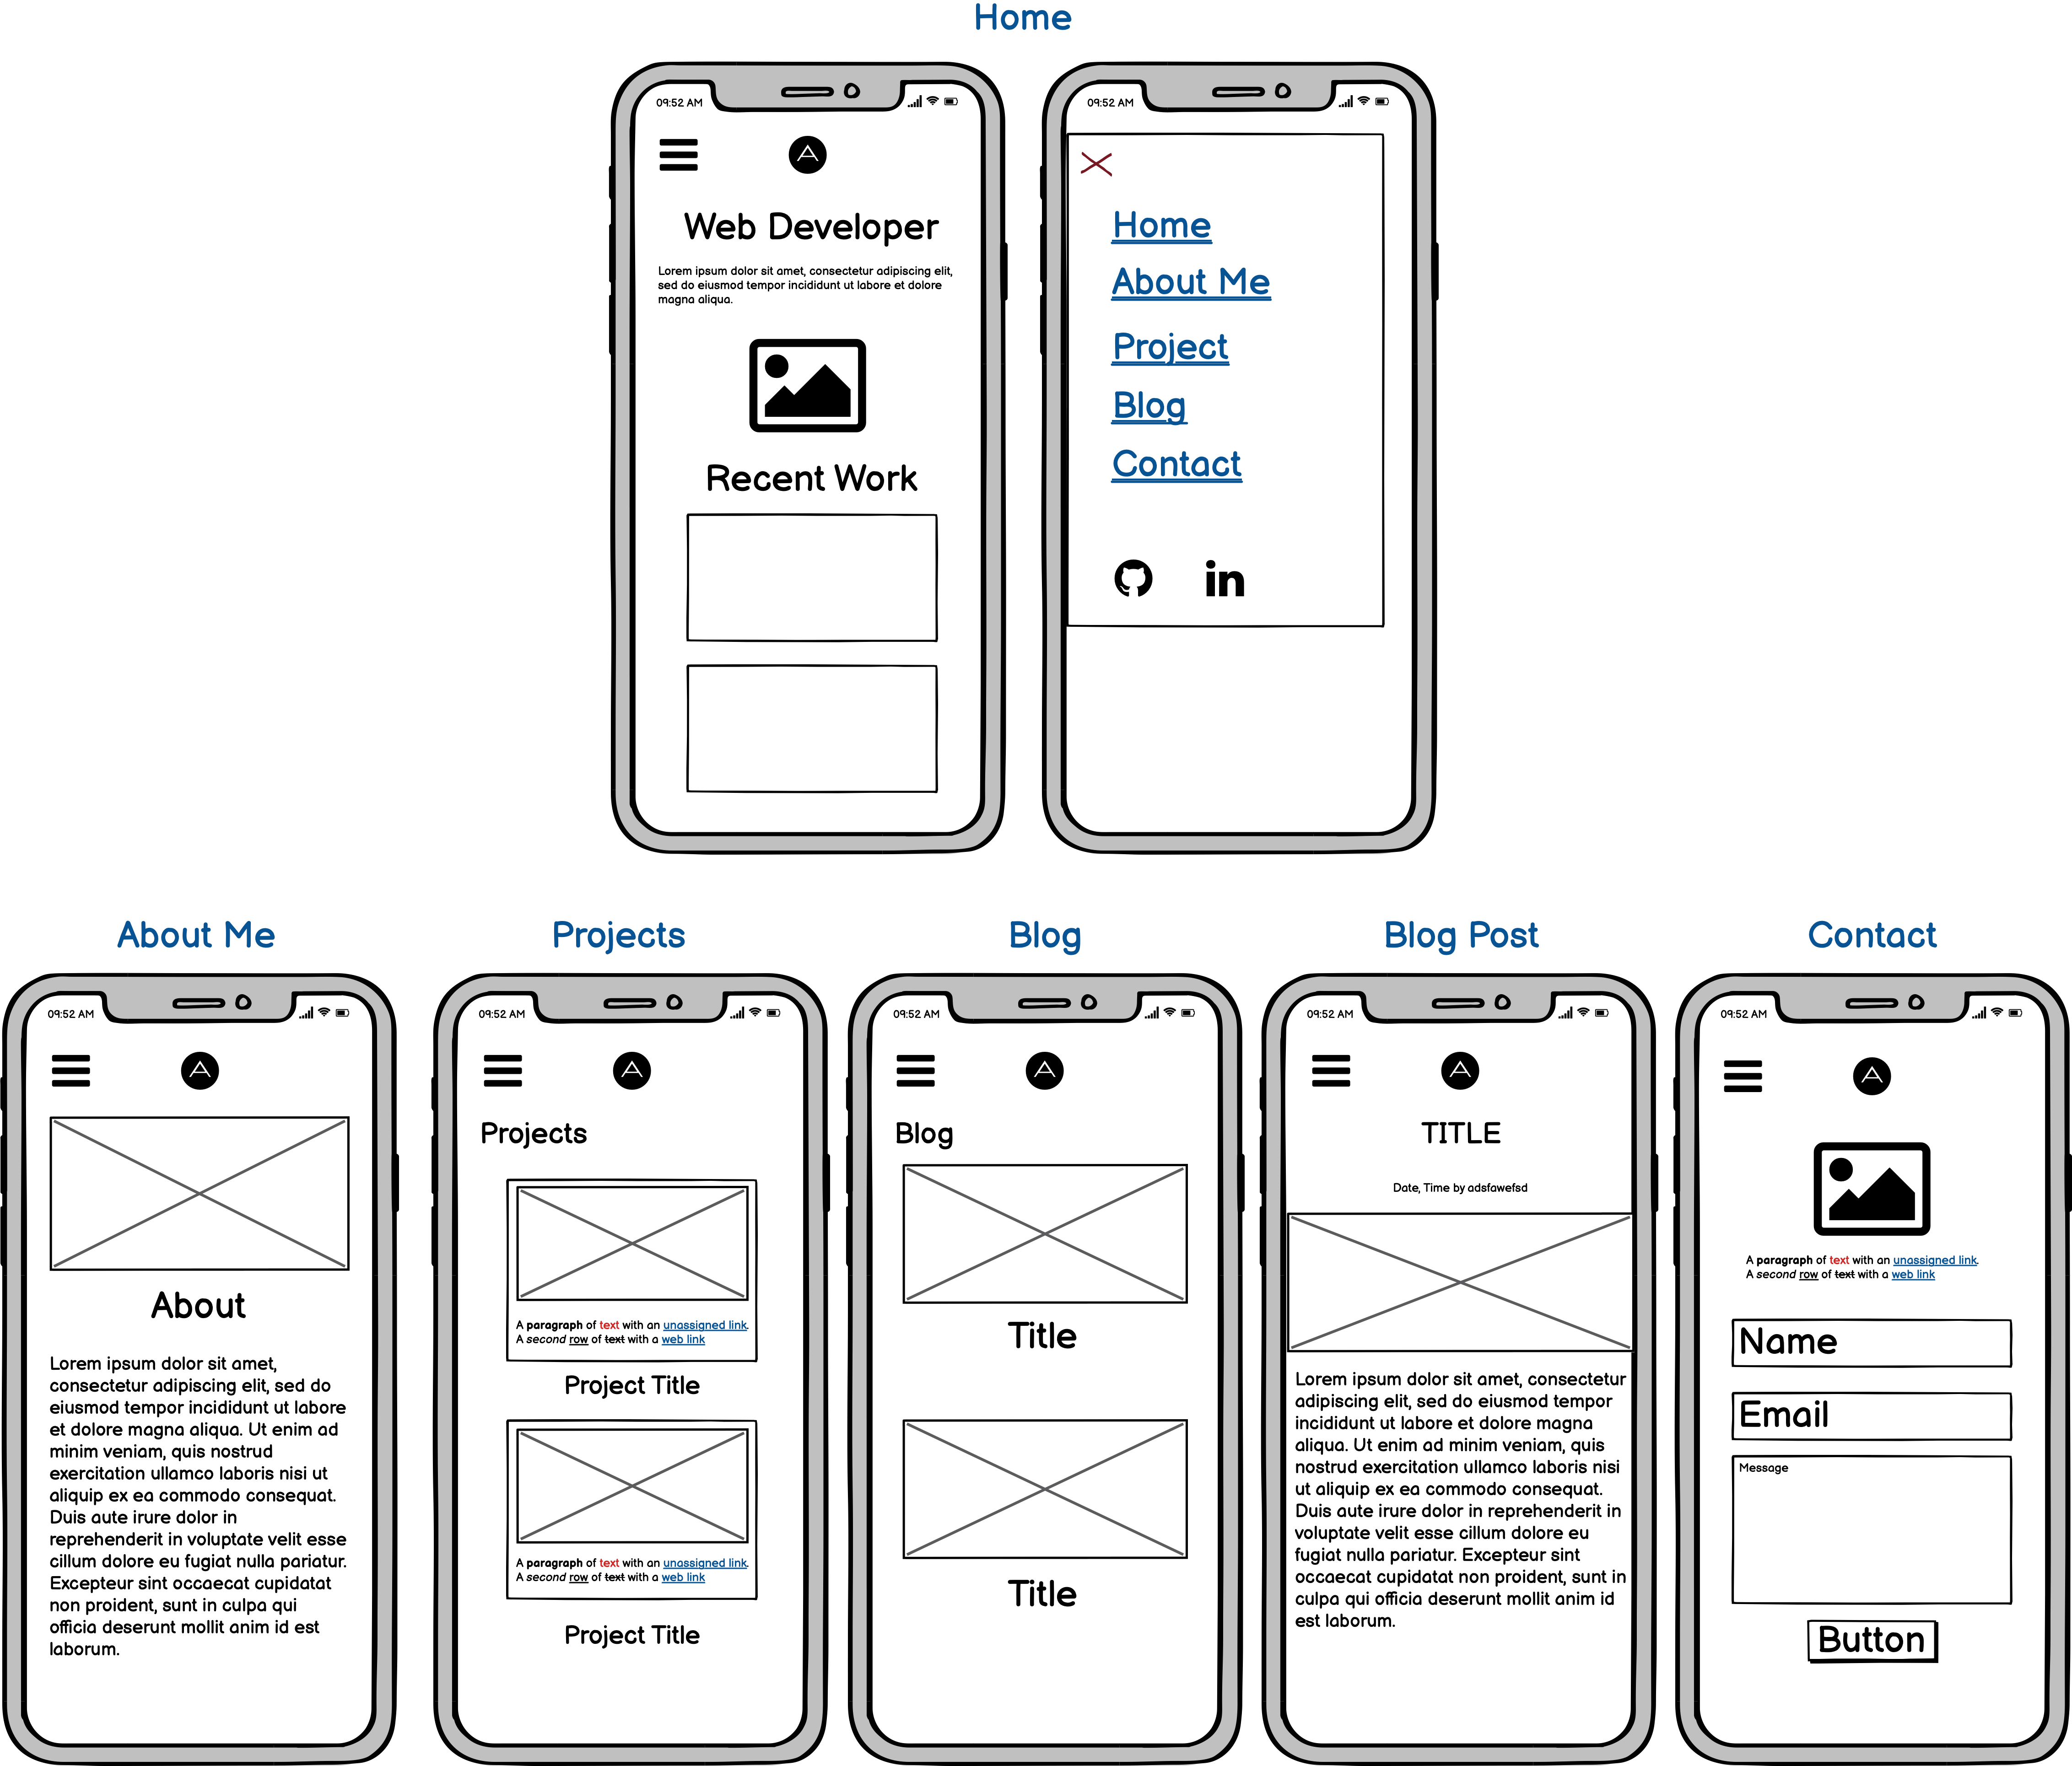 Home
09:52 AM
A
Web Developer
Lorem ipsum dolor sit amet, consectetur adipiscing elit,
sed do eiusmod tempor incididunt ut labore et dolore
magna aliqua.
Recent Work
09:52 AM
Home
About Me
Project
Blog
Contact
in
About Me
09:52 AM
A
About
Lorem ipsum dolor sit amet,
consectetur adipiscing elit, sed do
eiusmod tempor incididunt ut labore
et dolore magna aliqua. Ut enim ad
minim veniam, quis nostrud
exercitation ullamco laboris nisi ut
aliquip ex ea commodo consequat.
Duis aute irure dolor in
reprehenderit in voluptate velit esse
cillum dolore eu fugiat nulla pariatur.
Excepteur sint occaecat cupidatat
non proident, sunt in culpa qui
officia deserunt mollit anim id est
laborum.
Projects
09:52 AM
A
Projects
A paragraph of text with an unassigned link.
A second row of text with a web link
Project Title
A paragraph of text with an unassigned link.
A second row of text with a web link
Project Title
Blog
09:52 AM
A
Blog
Title
Title
Blog Post
09:52 AM
A
TITLE
Date, Time by adsfawefsd
Lorem ipsum dolor sit amet, consectetur
adipiscing elit, sed do eiusmod tempor
incididunt ut labore et dolore magna
aliqua. Ut enim ad minim veniam, quis
nostrud exercitation ullamco laboris nisi
ut aliquip ex ea commodo consequat.
Duis aute irure dolor in reprehenderit in
voluptate velit esse cillum dolore eu
fugiat nulla pariatur. Excepteur sint
occaecat cupidatat non proident, sunt in
culpa qui officia deserunt mollit anim id
est laborum.
Contact
09:52 AM
A
A paragraph of text with an unassigned link.
A second row of text with a web link
Name
Email
Message
Button